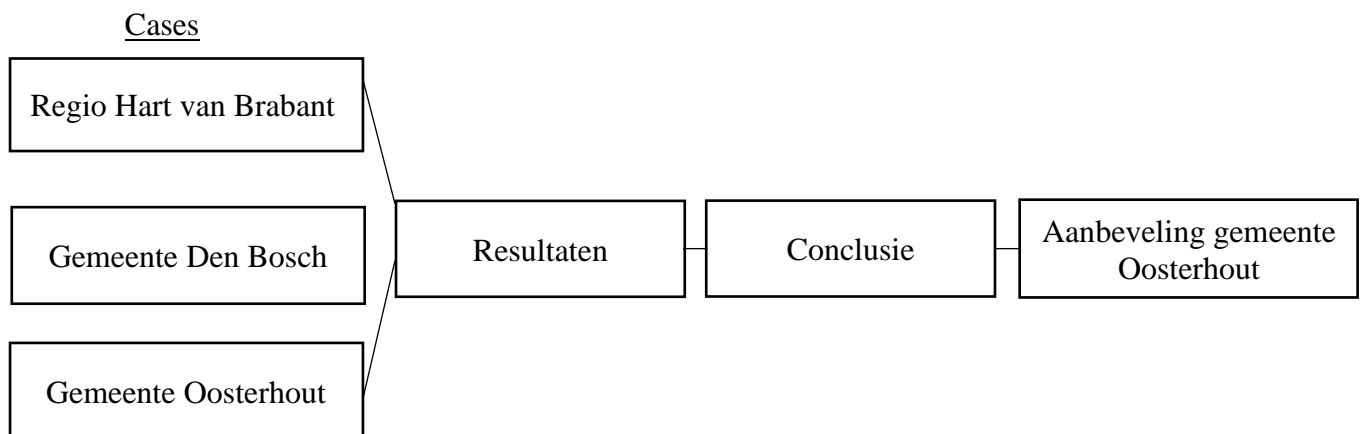 Cases
Regio Hart van Brabant
Gemeente Den Bosch
Gemeente Oosterhout
Resultaten
Conclusie
Aanbeveling gemeente
Oosterhout